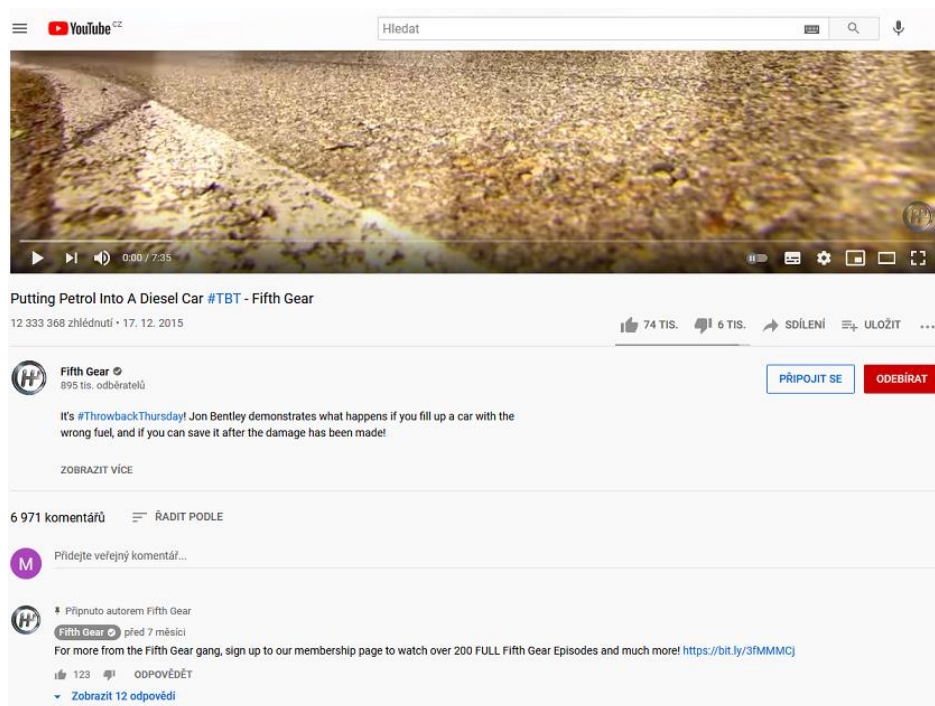 YouTube CZ
Hledat
0:00 / 7:35
Putting Petrol Into A Diesel Car #TBT - Fifth Gear
12 333 368 zhlédnutí • 17. 12. 2015
74 TIS. 6 TIS. SDÍLENÍ ULOŽIT ...
Fifth Gear
895 tis. odběratelů
PŘIPOJIT SE ODEBÍRAT
It's #ThrowbackThursday! Jon Bentley demonstrates what happens if you fill up a car with the
wrong fuel, and if you can save it after the damage has been made!
ZOBRAZIT VÍCE
6 971 komentářů ŘADIT PODLE
M
Přidejte veřejný komentář...
Připnuto autorem Fifth Gear
Fifth Gear před 7 měsíci
For more from the Fifth Gear gang, sign up to our membership page to watch over 200 FULL Fifth Gear Episodes and much more! https://bit.ly/3fMMMCj
123 ODPOVĚDĚT
Zobrazit 12 odpovědí